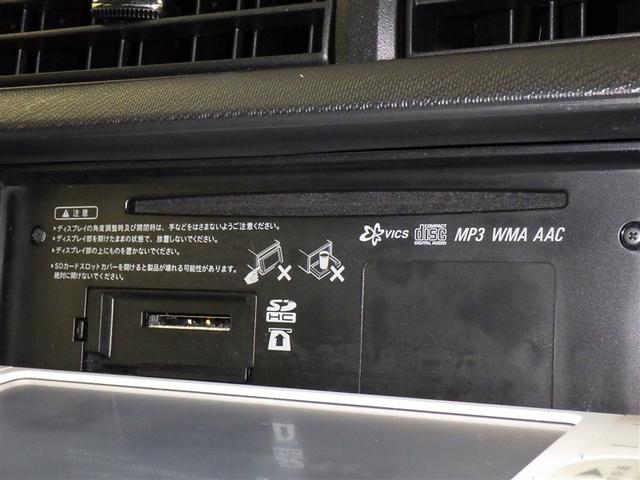 注意
▸ディスプレイの角度調整時及び開閉時は、手などをはさまないようご注意ください。
▸ディスプレイ部を開けたままの状態で、放置しないでください。
▸ディスプレイ部の上にものを置かないでください。
▸SDカードスロットカバーを開けると製品が壊れる可能性があります。
絶対に開けないでください。
VICS COMPACT disc DIGITAL AUDIO MP3 WMA AAC
SD
HC